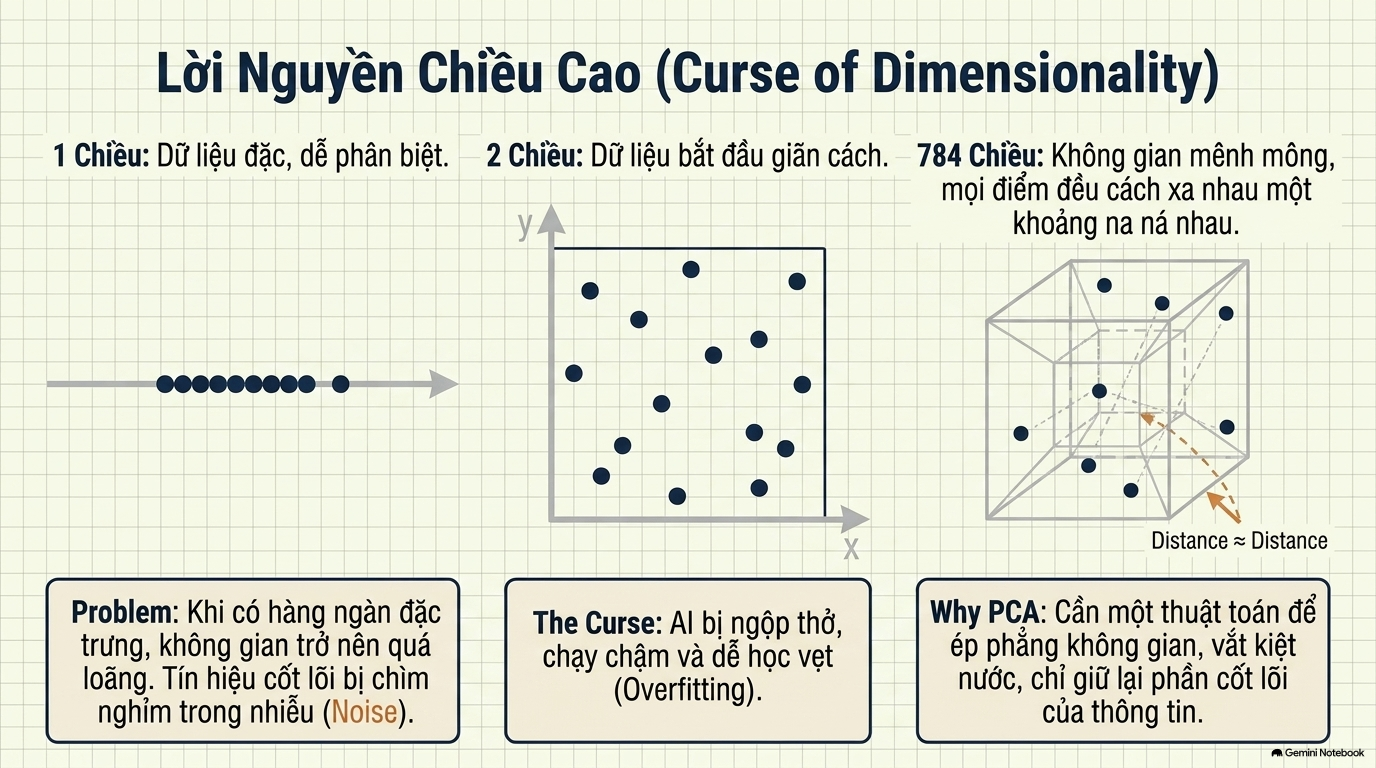 Lời Nguyền Chiều Cao (Curse of Dimensionality)
1 Chiều: Dữ liệu đặc, dễ phân biệt.
2 Chiều: Dữ liệu bắt đầu giãn cách.
784 Chiều: Không gian mênh mông,
mọi điểm đều cách xa nhau một
khoảng na ná nhau.
y
x
Distance ≈ Distance
Problem: Khi có hàng ngàn đặc
trưng, không gian trở nên quá
loãng. Tín hiệu cốt lõi bị chìm
nghỉm trong nhiễu (Noise).
The Curse: AI bị ngộp thở,
chạy chậm và dễ học vẹt
(Overfitting).
Why PCA: Cần một thuật toán để
ép phẳng không gian, vắt kiệt
nước, chỉ giữ lại phần cốt lõi
của thông tin.
Gemini Notebook